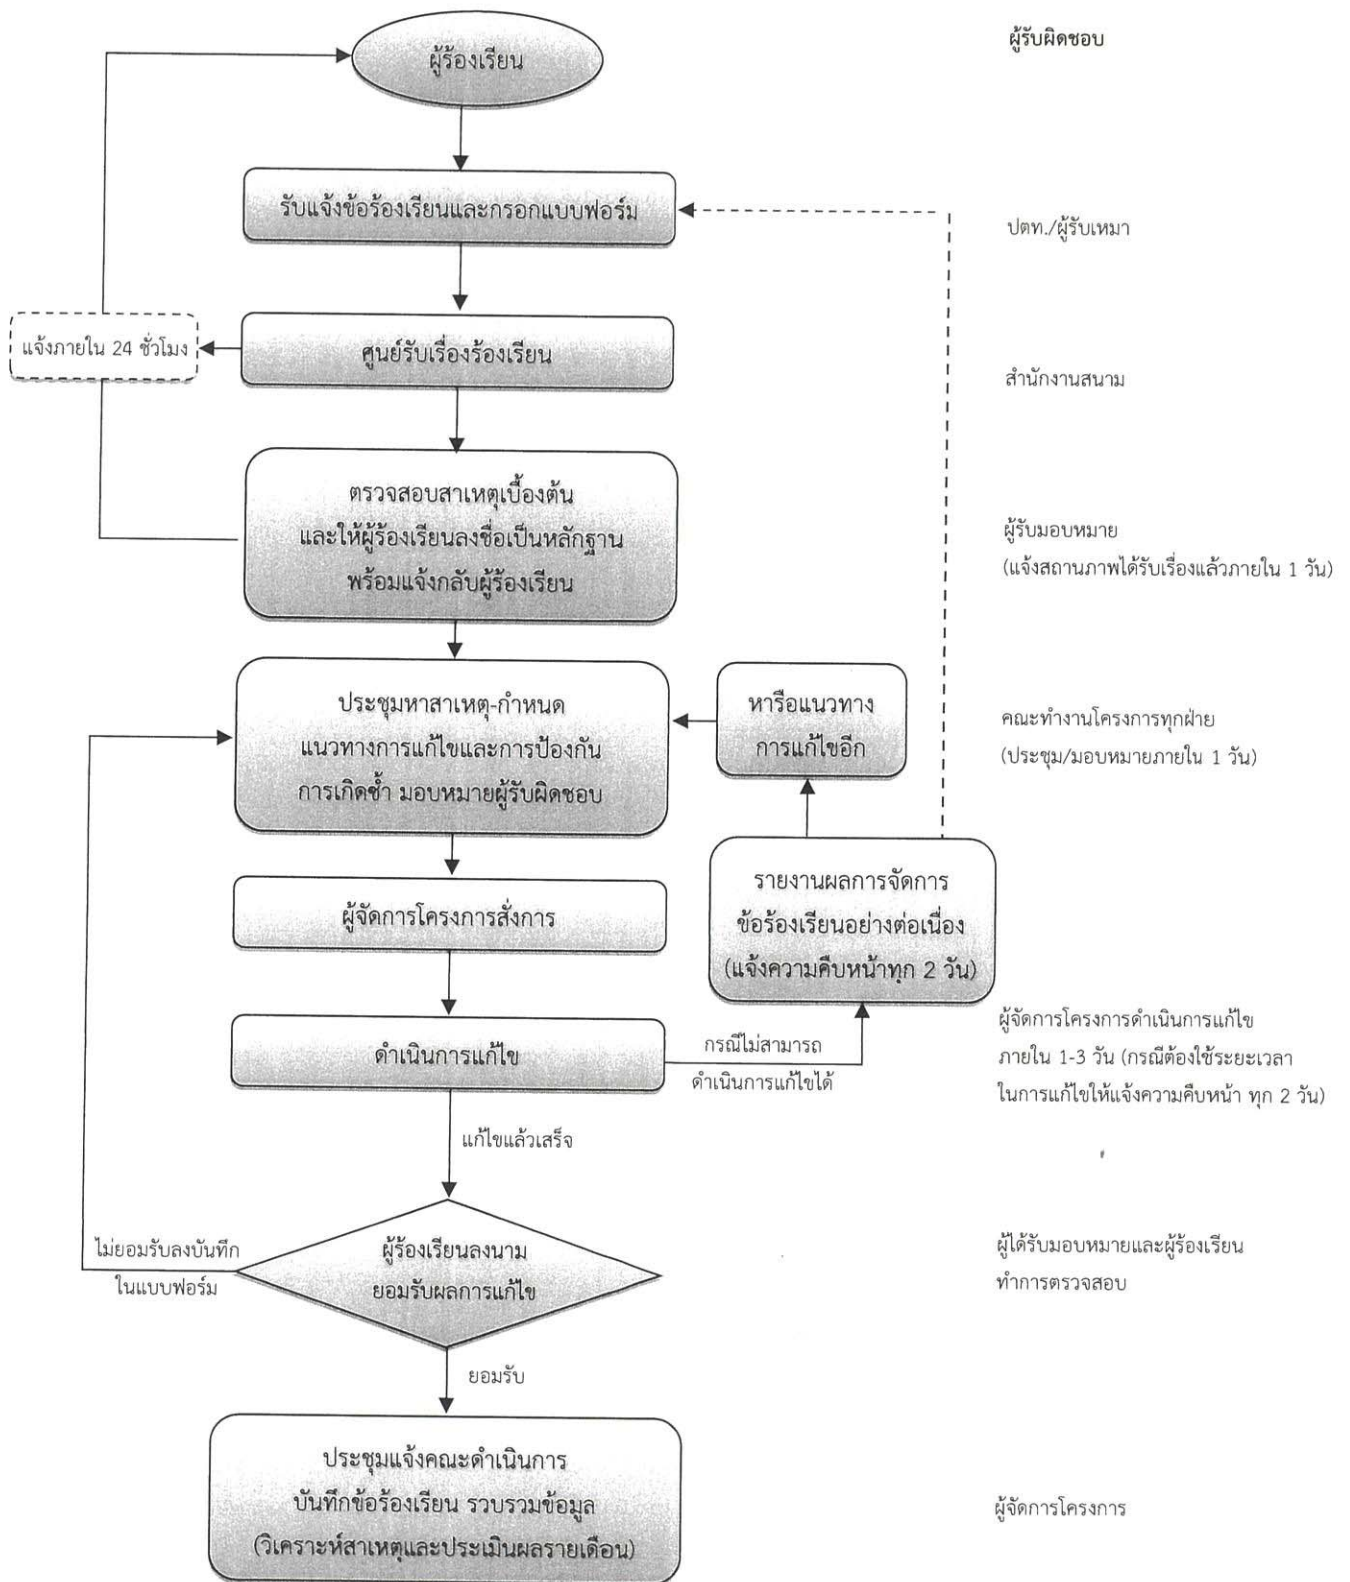 ผู้รับผิดชอบ
ผู้ร้องเรียน
รับแจ้งข้อร้องเรียนและกรอกแบบฟอร์ม
ปตท./ผู้รับเหมา
แจ้งภายใน 24 ชั่วโมง
ศูนย์รับเรื่องร้องเรียน
สำนักงานสนาม
ตรวจสอบสาเหตุเบื้องต้น
และให้ผู้ร้องเรียนลงชื่อเป็นหลักฐาน
พร้อมแจ้งกลับผู้ร้องเรียน
ผู้รับมอบหมาย
(แจ้งสถานภาพได้รับเรื่องแล้วภายใน 1 วัน)
ประชุมหาสาเหตุ-กำหนด
แนวทางการแก้ไขและการป้องกัน
การเกิดซ้ำ มอบหมายผู้รับผิดชอบ
หารือแนวทาง
การแก้ไขอีก
คณะทำงานโครงการทุกฝ่าย
(ประชุม/มอบหมายภายใน 1 วัน)
ผู้จัดการโครงการสั่งการ
รายงานผลการจัดการ
ข้อร้องเรียนอย่างต่อเนื่อง
(แจ้งความคืบหน้าทุก 2 วัน)
ดำเนินการแก้ไข
กรณีไม่สามารถ
ดำเนินการแก้ไขได้
ผู้จัดการโครงการดำเนินการแก้ไข
ภายใน 1-3 วัน (กรณีต้องใช้ระยะเวลา
ในการแก้ไขให้แจ้งความคืบหน้า ทุก 2 วัน)
แก้ไขแล้วเสร็จ
ไม่ยอมรับลงบันทึก
ในแบบฟอร์ม
ผู้ร้องเรียนลงนาม
ยอมรับผลการแก้ไข
ผู้ได้รับมอบหมายและผู้ร้องเรียน
ทำการตรวจสอบ
ยอมรับ
ประชุมแจ้งคณะดำเนินการ
บันทึกข้อร้องเรียน รวบรวมข้อมูล
(วิเคราะห์สาเหตุและประเมินผลรายเดือน)
ผู้จัดการโครงการ